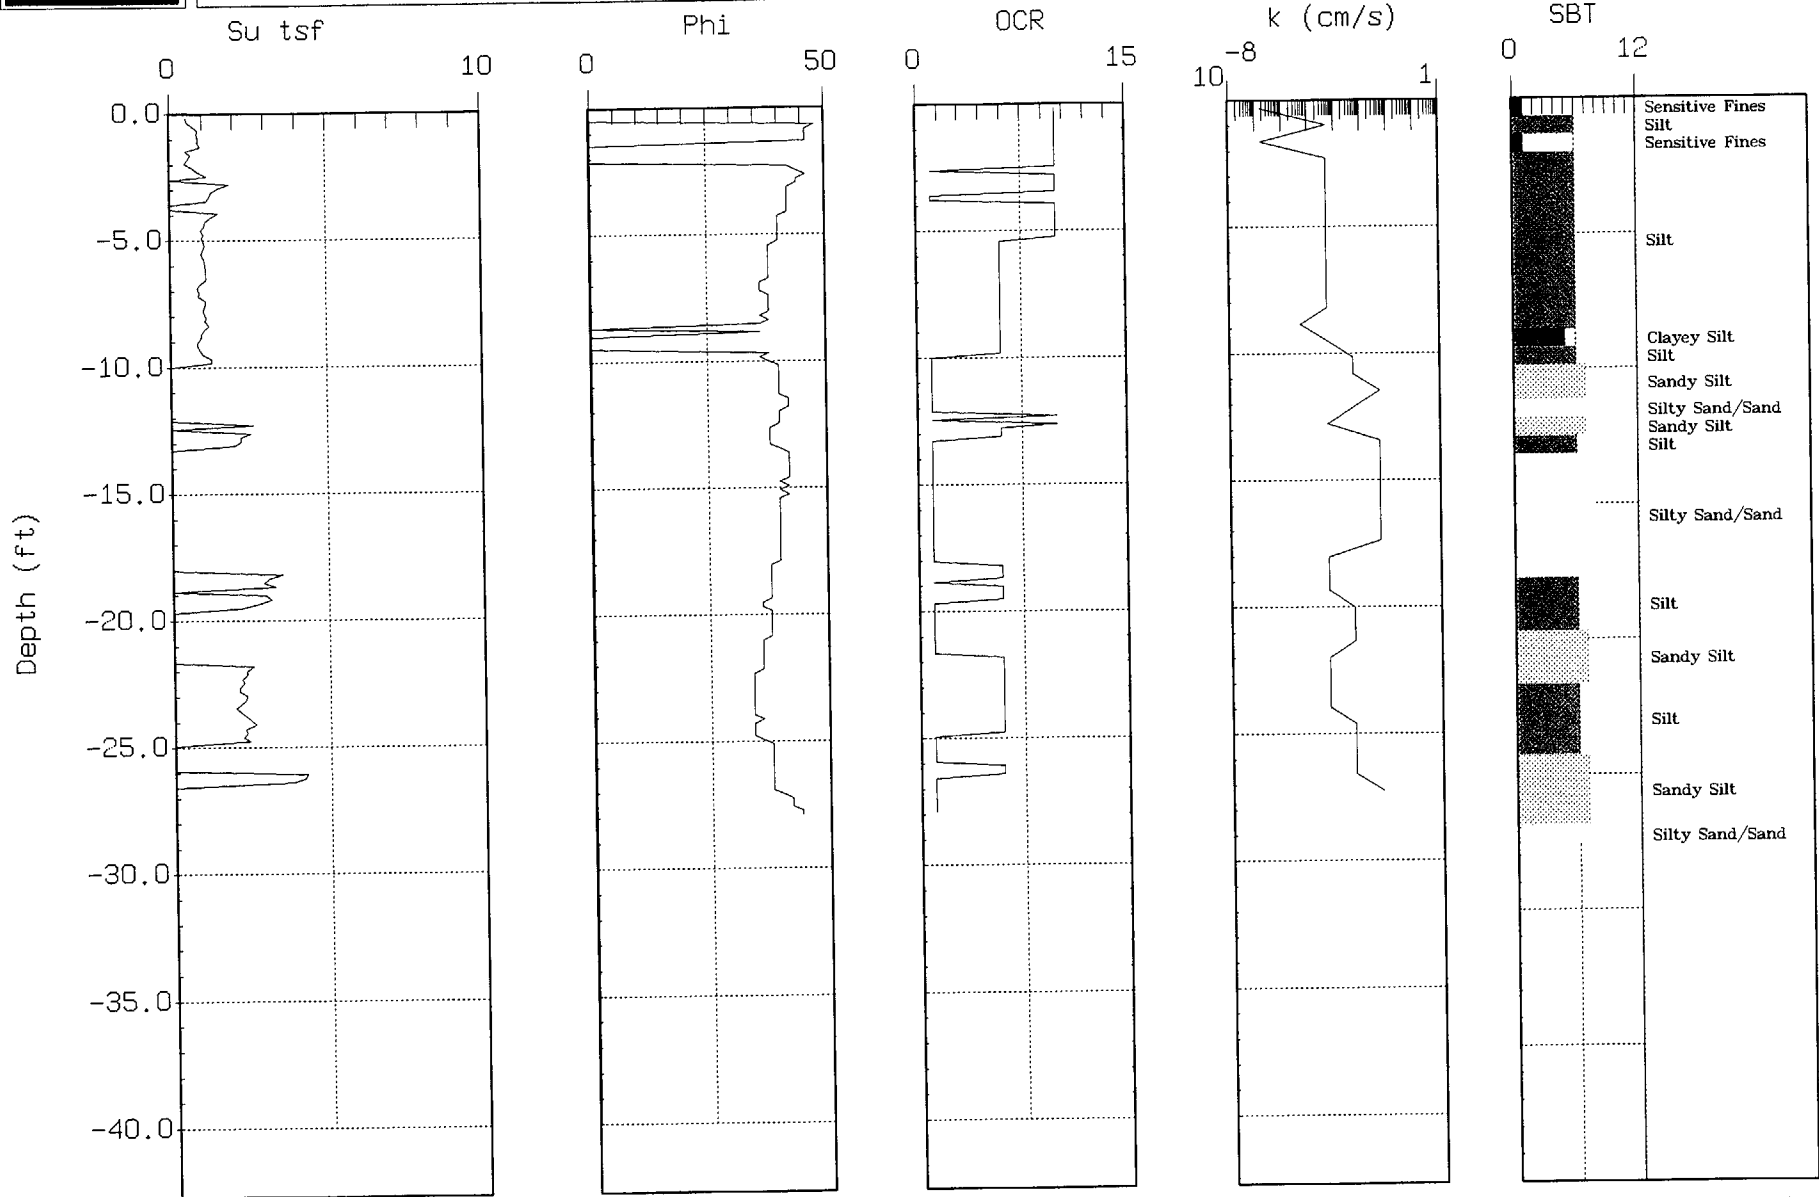 Su tsf
Phi
OCR
k (cm/s)
SBT
0 10
0 50
0 15
10 -8 1
0 12
Depth (ft)
0.0
-5.0
-10.0
-15.0
-20.0
-25.0
-30.0
-35.0
-40.0
Sensitive Fines
Silt
Sensitive Fines
Silt
Clayey Silt
Silt
Sandy Silt
Silty Sand/Sand
Sandy Silt
Silt
Silty Sand/Sand
Silt
Sandy Silt
Silt
Sandy Silt
Silty Sand/Sand